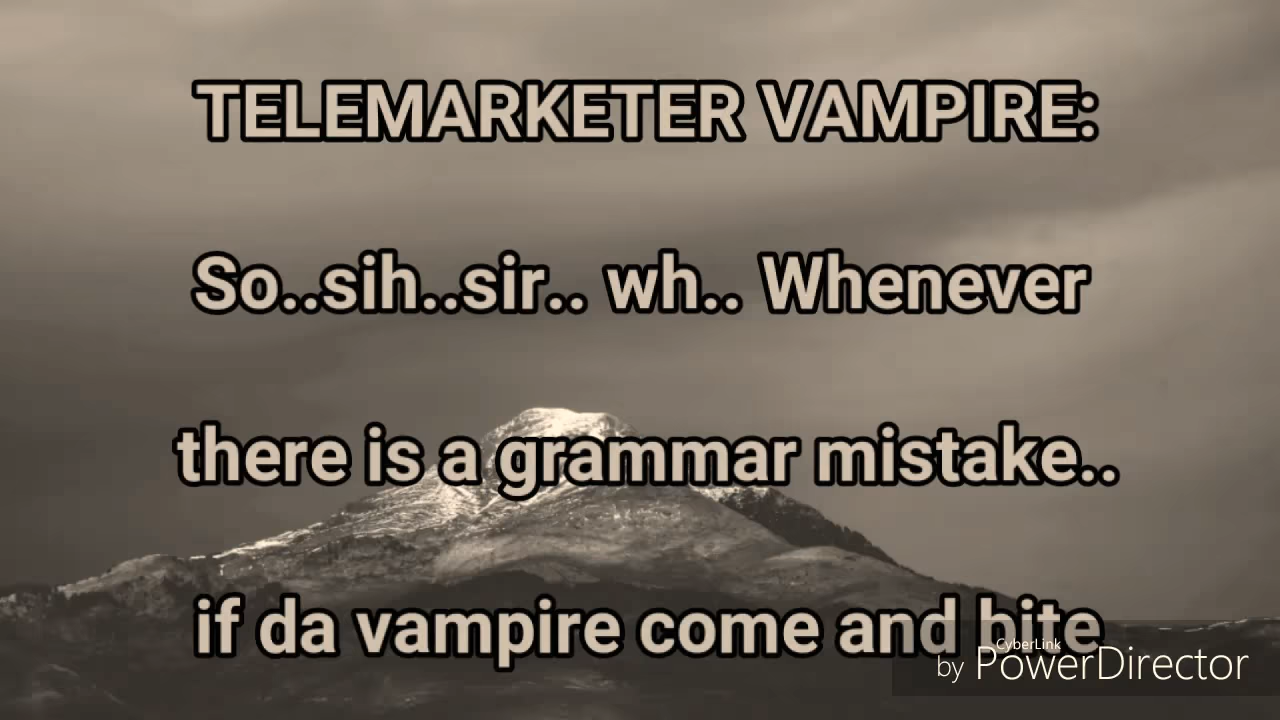 TELEMARKETER VAMPIRE:
So..sih..sir.. wh.. Whenever
there is a grammar mistake..
if da vampire come and bite
CyberLink
by PowerDirector